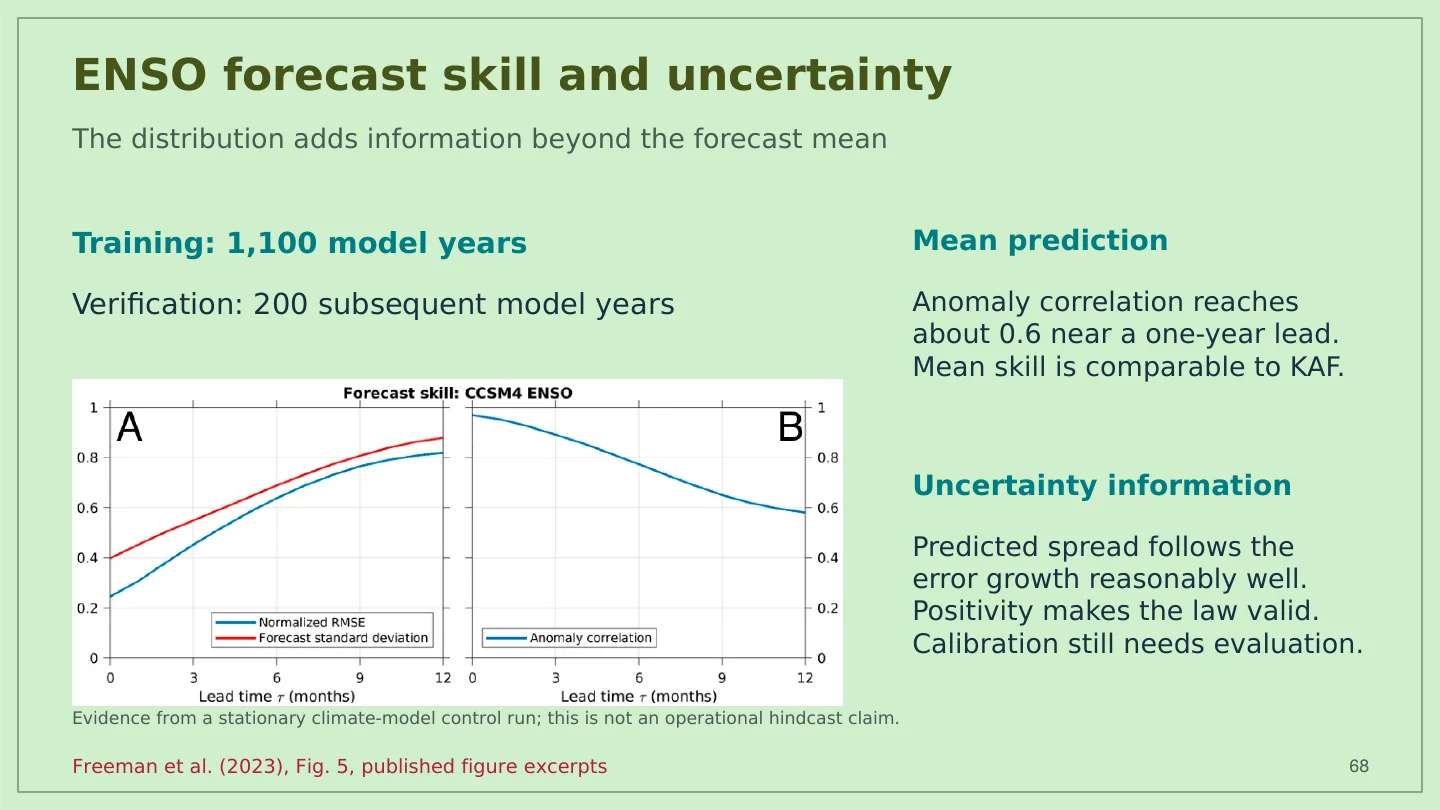 ENSO forecast skill and uncertainty
The distribution adds information beyond the forecast mean
Training: 1,100 model years
Verification: 200 subsequent model years
Forecast skill: CCSM4 ENSO
A
1
0.8
0.6
0.4
0.2
0
0 3 6 9 12
Normalized RMSE
Forecast standard deviation
Lead time τ (months)
B
1
0.8
0.6
0.4
0.2
0
0 3 6 9 12
Anomaly correlation
Lead time τ (months)
Evidence from a stationary climate-model control run; this is not an operational hindcast claim.
Mean prediction
Anomaly correlation reaches
about 0.6 near a one-year lead.
Mean skill is comparable to KAF.
Uncertainty information
Predicted spread follows the
error growth reasonably well.
Positivity makes the law valid.
Calibration still needs evaluation.
Freeman et al. (2023), Fig. 5, published figure excerpts
68